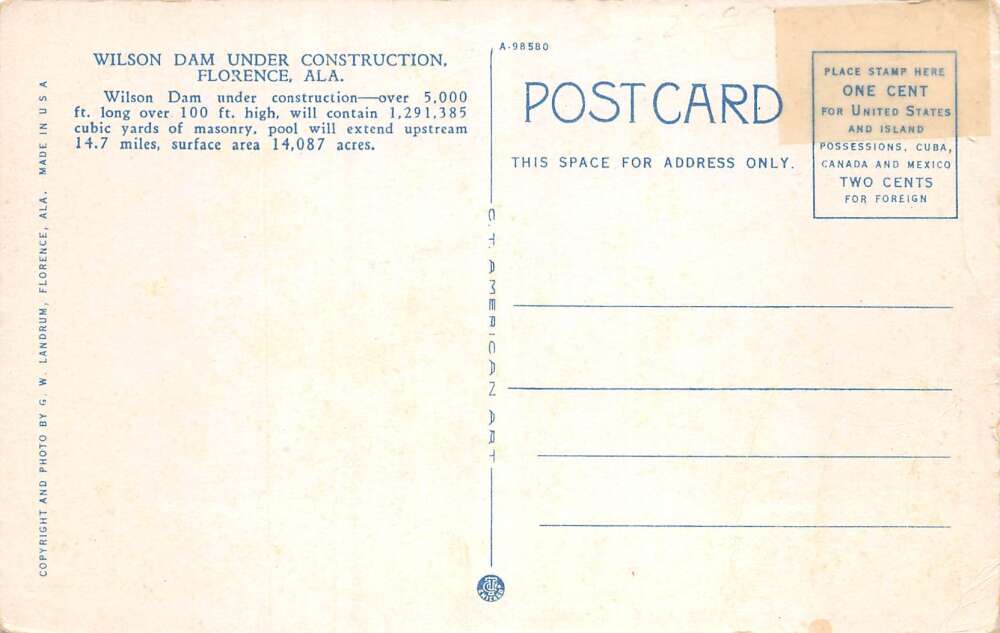 WILSON DAM UNDER CONSTRUCTION,
FLORENCE, ALA.
Wilson Dam under construction—over 5,000
ft. long over 100 ft. high, will contain 1,291,385
cubic yards of masonry, pool will extend upstream
14.7 miles, surface area 14,087 acres.
COPYRIGHT AND PHOTO BY G. W. LANDRUM, FLORENCE, ALA. MADE IN U S A
A-98580
POST CARD
THIS SPACE FOR ADDRESS ONLY.
PLACE STAMP HERE
ONE CENT
FOR UNITED STATES
AND ISLAND
POSSESSIONS, CUBA,
CANADA AND MEXICO
TWO CENTS
FOR FOREIGN
C. T. AMERICAN ART